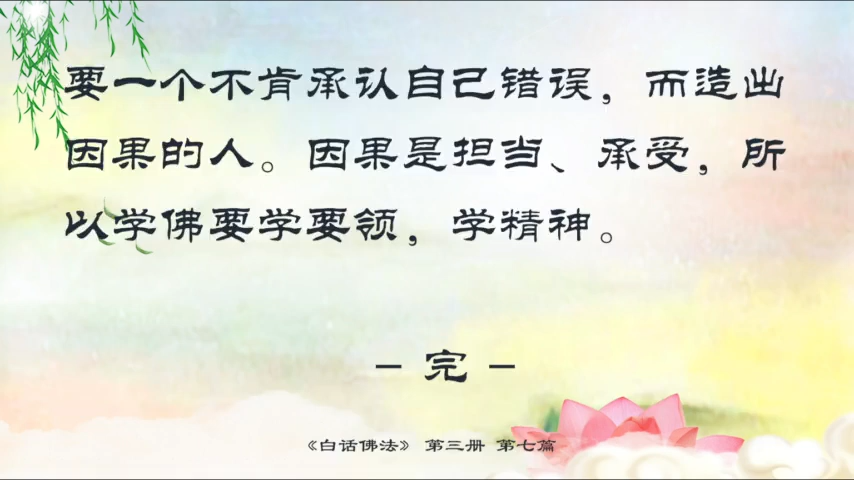 要一个不肯承认自己错误，而造出
因果的人。因果是担当、承受，所
以学佛要学要领，学精神。
– 完 –
《白话佛法》 第三册 第七篇